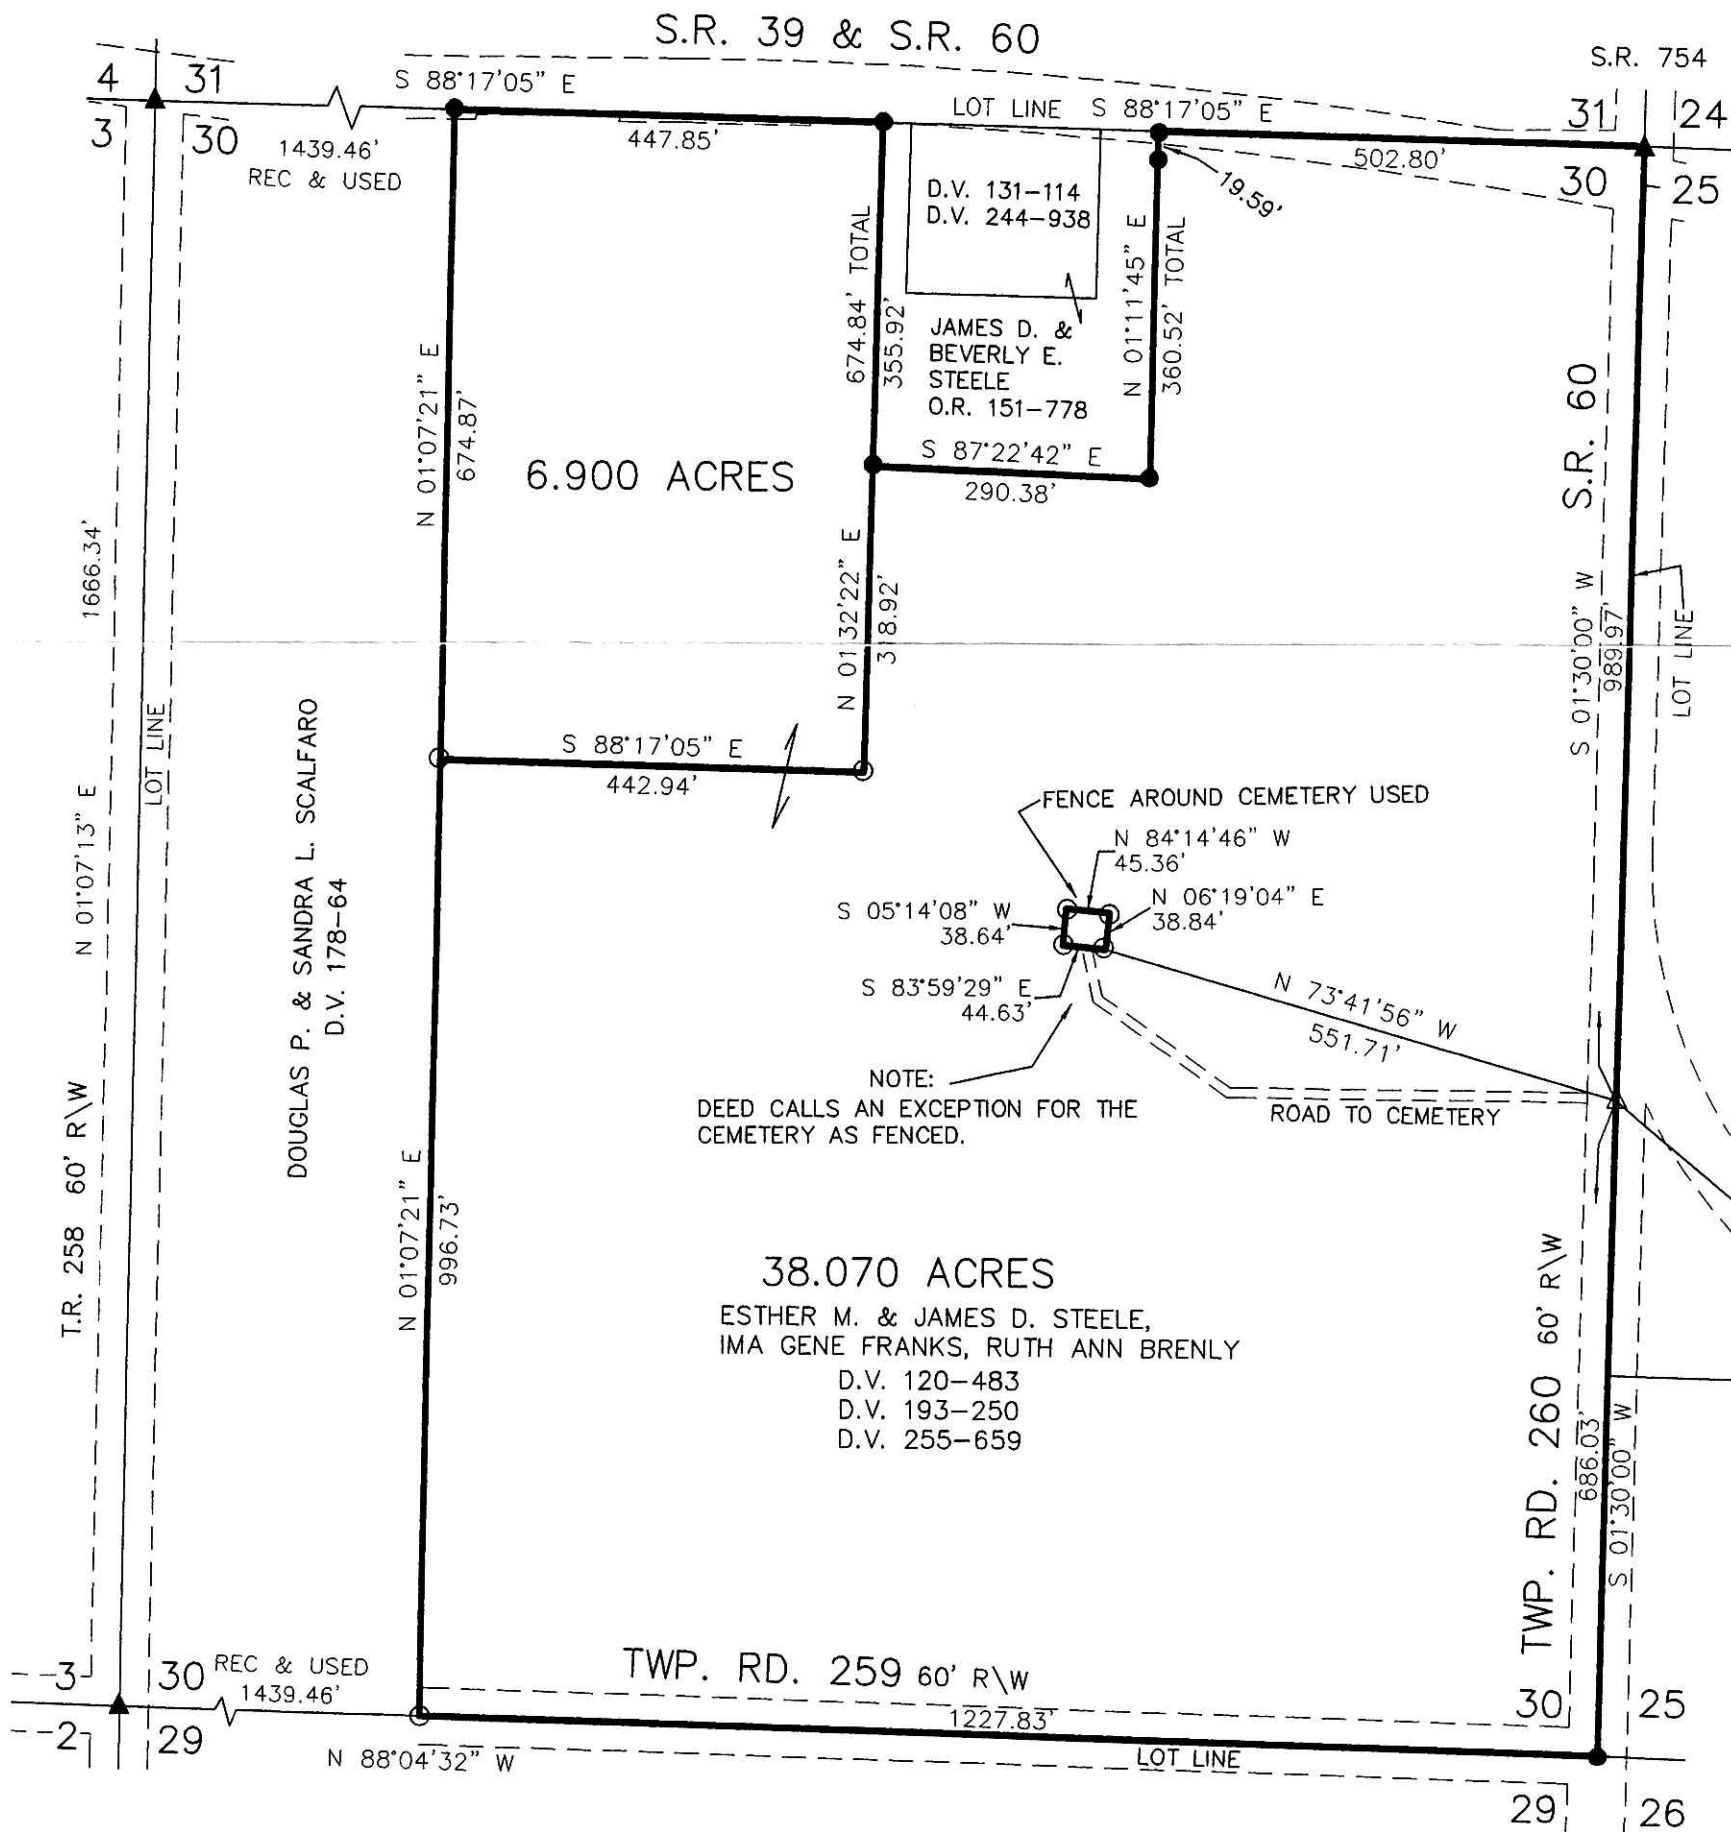 S.R. 39 & S.R. 60
S.R. 754
4
31
3
30
S 88°17'05" E
1439.46'
REC & USED
447.85'
LOT LINE S 88°17'05" E
502.80'
19.59'
31
24
30
25
D.V. 131-114
D.V. 244-938
JAMES D. &
BEVERLY E.
STEELE
O.R. 151-778
674.84' TOTAL
355.92'
N 01°11'45" E
360.52' TOTAL
N 01°07'21" E
674.87'
6.900 ACRES
S 87°22'42" E
290.38'
N 01°32'22" E
318.92'
S.R. 60
S 01°30'00" W
989.97'
LOT LINE
1666.34'
N 01°07'13" E
LOT LINE
T.R. 258 60' R\W
DOUGLAS P. & SANDRA L. SCALFARO
D.V. 178-64
S 88°17'05" E
442.94'
FENCE AROUND CEMETERY USED
N 84°14'46" W
45.36'
N 06°19'04" E
38.84'
S 05°14'08" W
38.64'
S 83°59'29" E
44.63'
N 73°41'56" W
551.71'
NOTE:
DEED CALLS AN EXCEPTION FOR THE
CEMETERY AS FENCED.
ROAD TO CEMETERY
N 01°07'21" E
996.73'
38.070 ACRES
ESTHER M. & JAMES D. STEELE,
IMA GENE FRANKS, RUTH ANN BRENLY
D.V. 120-483
D.V. 193-250
D.V. 255-659
TWP. RD. 260 60' R\W
686.03'
S 01°30'00" W
3
30
REC & USED
1439.46'
2
29
TWP. RD. 259 60' R\W
1227.83'
N 88°04'32" W
LOT LINE
30
25
29
26